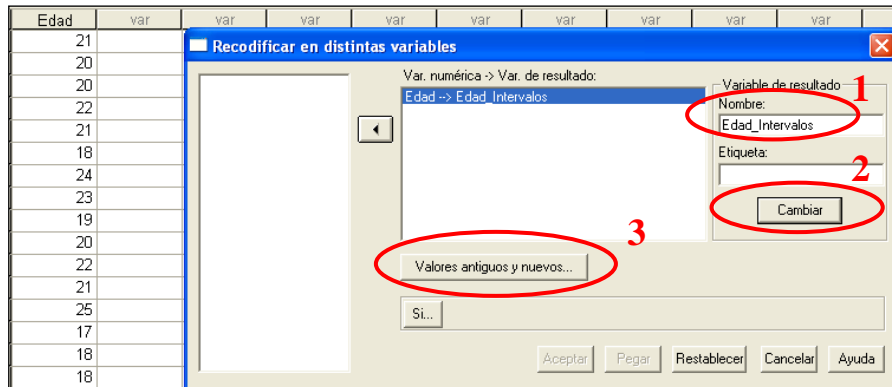 Edad var var var var var var var var var
21
20
20
22
21
18
24
23
19
20
22
21
25
17
18
18
Recodificar en distintas variables
Var. numérica -> Var. de resultado:
Edad --> Edad_Intervalos
Variable de resultado
1
Nombre:
Edad_Intervalos
Etiqueta:
2
Cambiar
3
Valores antiguos y nuevos...
Si...
Aceptar Pegar Restablecer Cancelar Ayuda